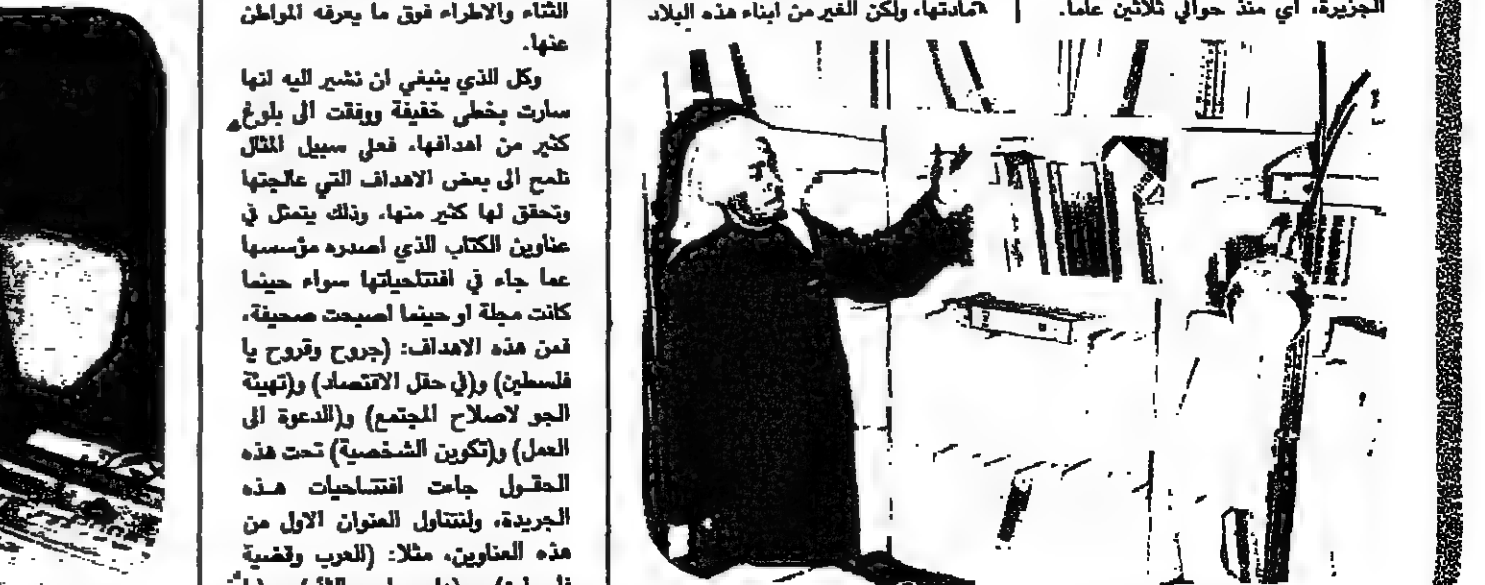 الجزيرة، أي منذ حوالي ثلاثين عاما.
مادتها، ولكن الغير من ابناء هذه البلاد
الثناء والاطراء فوق ما يعرفه المواطن
عنها.
وكل الذي ينبغي ان نشير اليه انها
سارت بخطى خفيفة ووفقت الى بلوغ
كثير من اهدافها، فعلى سبيل المثال
نلمح الى بعض الاهداف التي عالجتها
وتحقق لها كثير منها، وذلك يتمثل في
عناوين الكتاب الذي اصدره مؤسسها
عما جاء في افتتاحياتها سواء حينما
كانت مجلة او حينما اصبحت صحيفة،
فمن هذه الاهداف: (جروح وقروح يا
فلسطين) و(في حقل الاقتصاد) و(تهيئة
الجو لاصلاح المجتمع) و(الدعوة الى
العمل) و(تكوين الشخصية) تحت هذه
الحقـول جاءت افتتـاحيات هـذه
الجريدة، ولنتناول العنوان الاول من
هذه العناوين، مثلا: (العرب وقضية